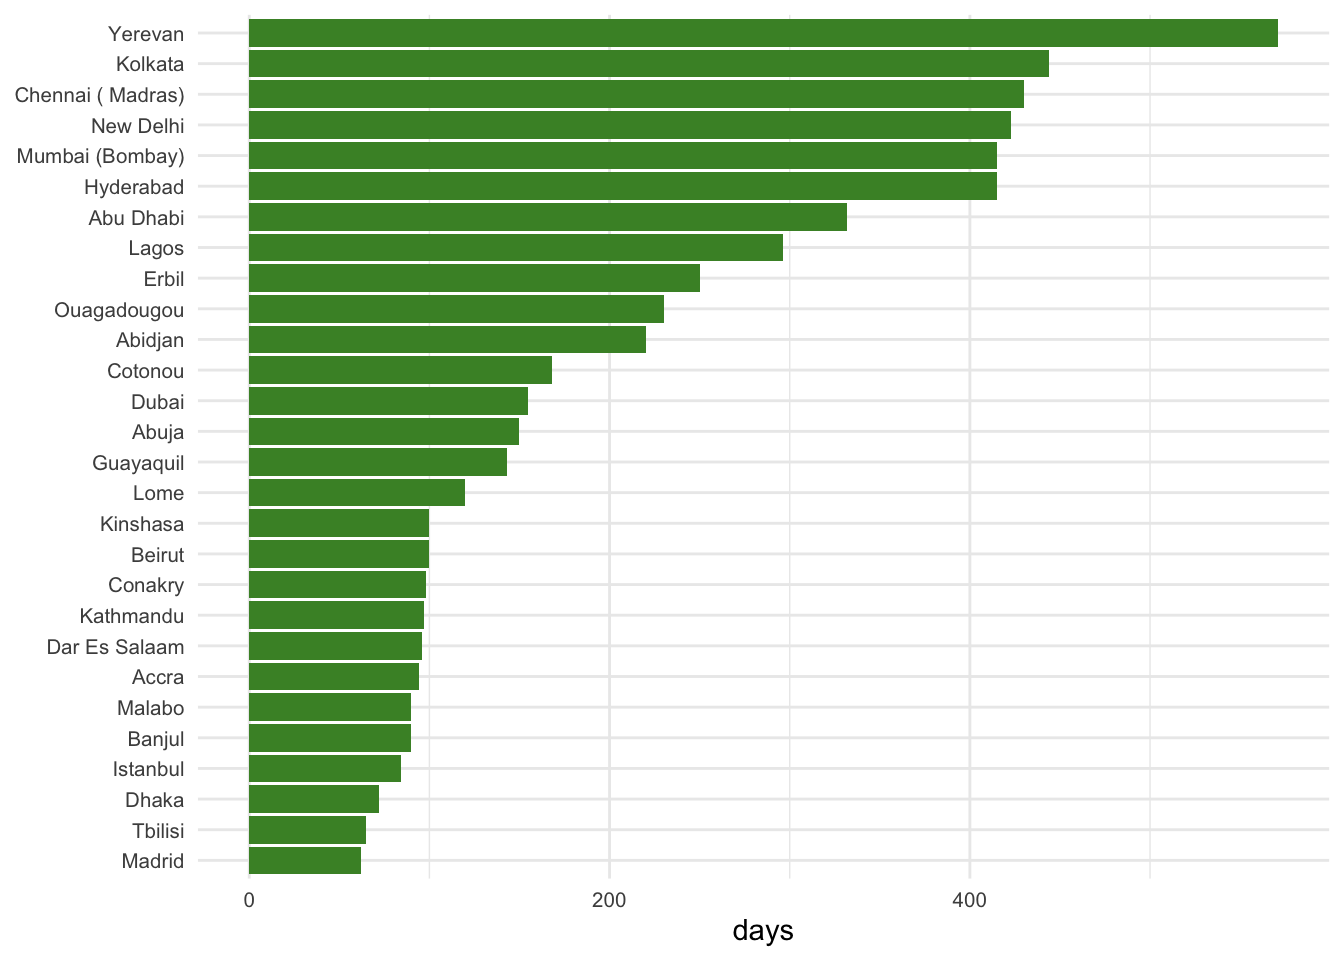 Yerevan
Kolkata
Chennai ( Madras)
New Delhi
Mumbai (Bombay)
Hyderabad
Abu Dhabi
Lagos
Erbil
Ouagadougou
Abidjan
Cotonou
Dubai
Abuja
Guayaquil
Lome
Kinshasa
Beirut
Conakry
Kathmandu
Dar Es Salaam
Accra
Malabo
Banjul
Istanbul
Dhaka
Tbilisi
Madrid
0 200 400
days